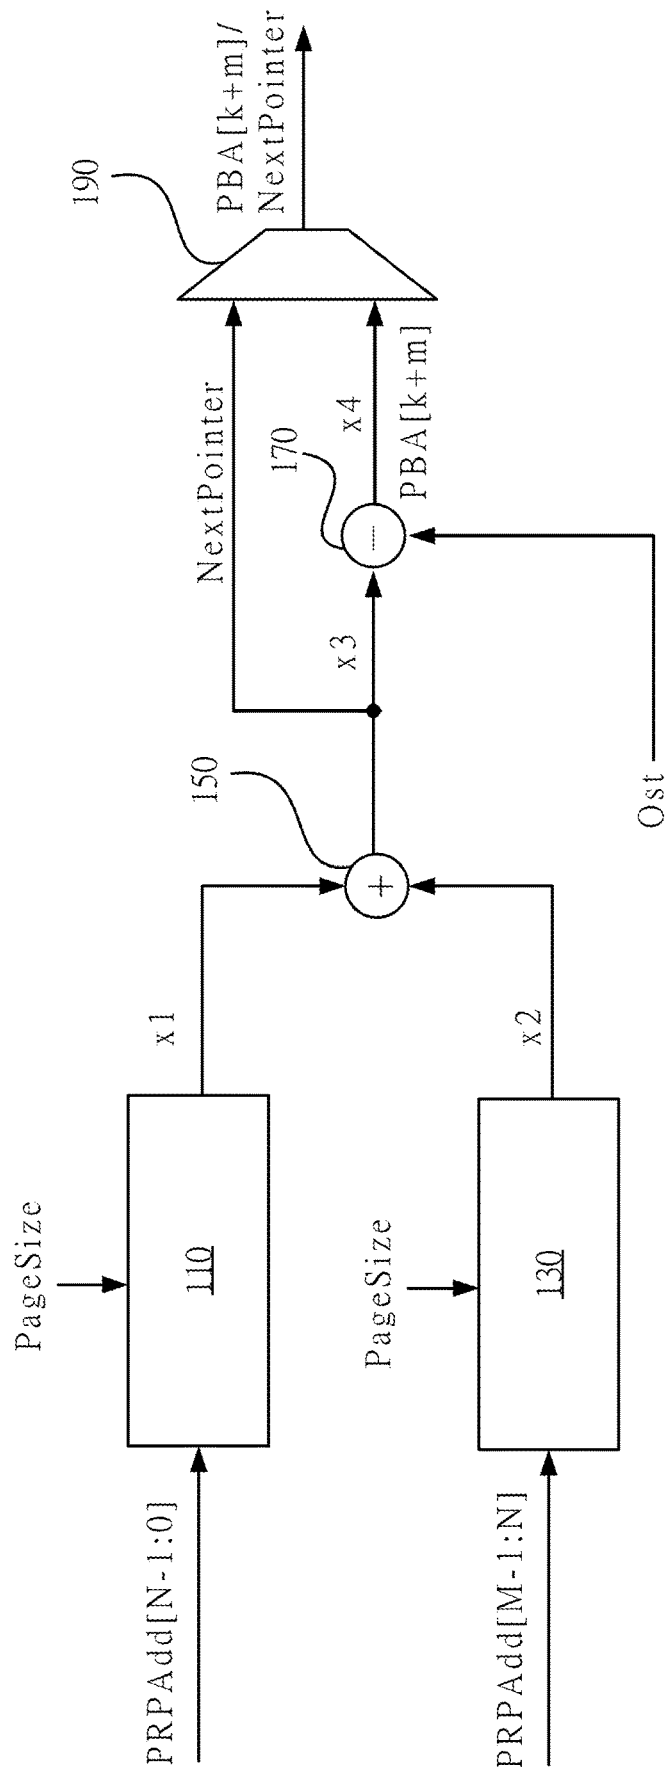 PRPAdd[N-1:0]
PageSize
110
x1
PRPAdd[M-1:N]
PageSize
130
x2
150
Ost
x3
NextPointer
170
x4
PBA[k+m]
190
PBA[k+m]/
NextPointer
+
–